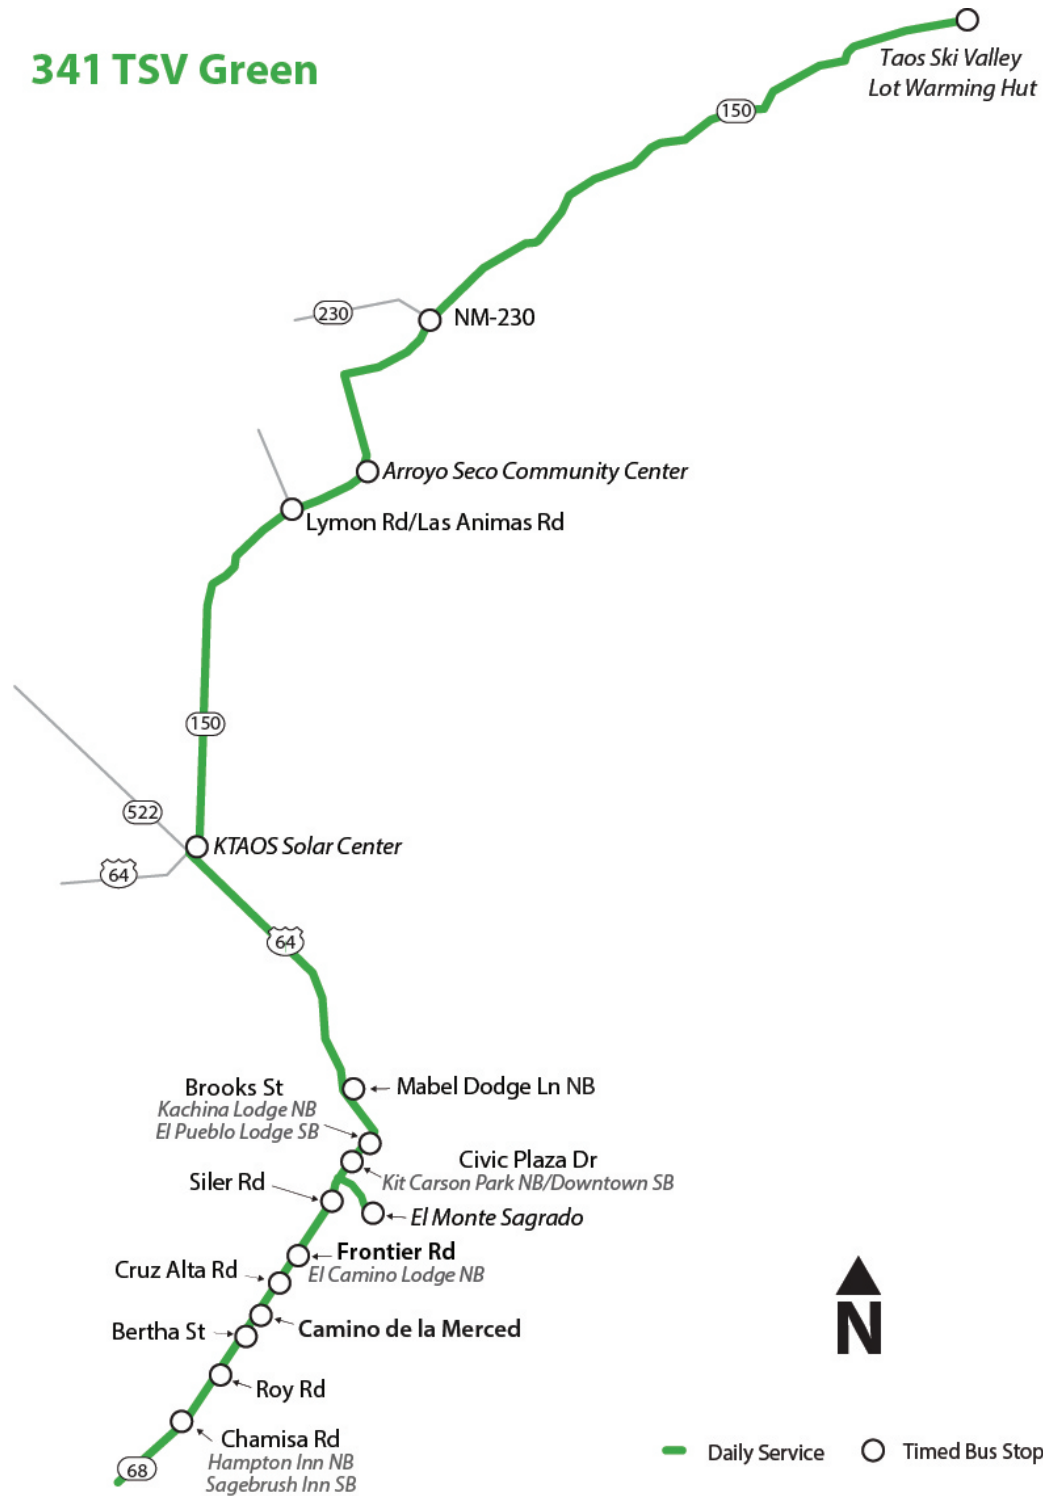 341 TSV Green
Taos Ski Valley
Lot Warming Hut
150
230
NM-230
Arroyo Seco Community Center
Lymon Rd/Las Animas Rd
150
522
KTAOS Solar Center
64
64
Brooks St
Kachina Lodge NB
El Pueblo Lodge SB
Mabel Dodge Ln NB
Civic Plaza Dr
Kit Carson Park NB/Downtown SB
Siler Rd
El Monte Sagrado
Frontier Rd
El Camino Lodge NB
Cruz Alta Rd
Camino de la Merced
Bertha St
Roy Rd
Chamisa Rd
Hampton Inn NB
Sagebrush Inn SB
68
N
Daily Service
Timed Bus Stop